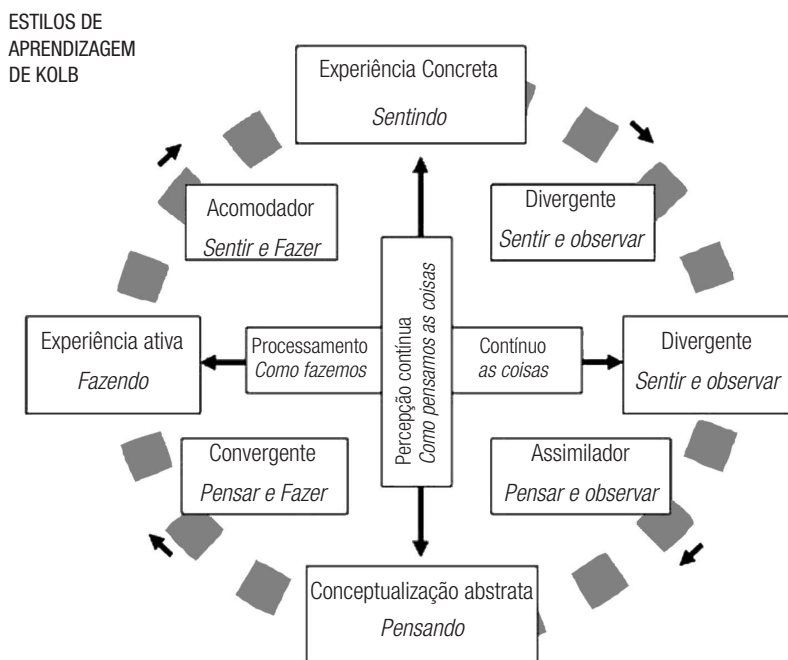 ESTILOS DE
APRENDIZAGEM
DE KOLB
Experiência Concreta
Sentindo
Acomodador
Sentir e Fazer
Divergente
Sentir e observar
Experiência ativa
Fazendo
Processamento
Como fazemos
Percepção contínua
Como pensamos as coisas
Contínuo
as coisas
Divergente
Sentir e observar
Convergente
Pensar e Fazer
Assimilador
Pensar e observar
Conceptualização abstrata
Pensando